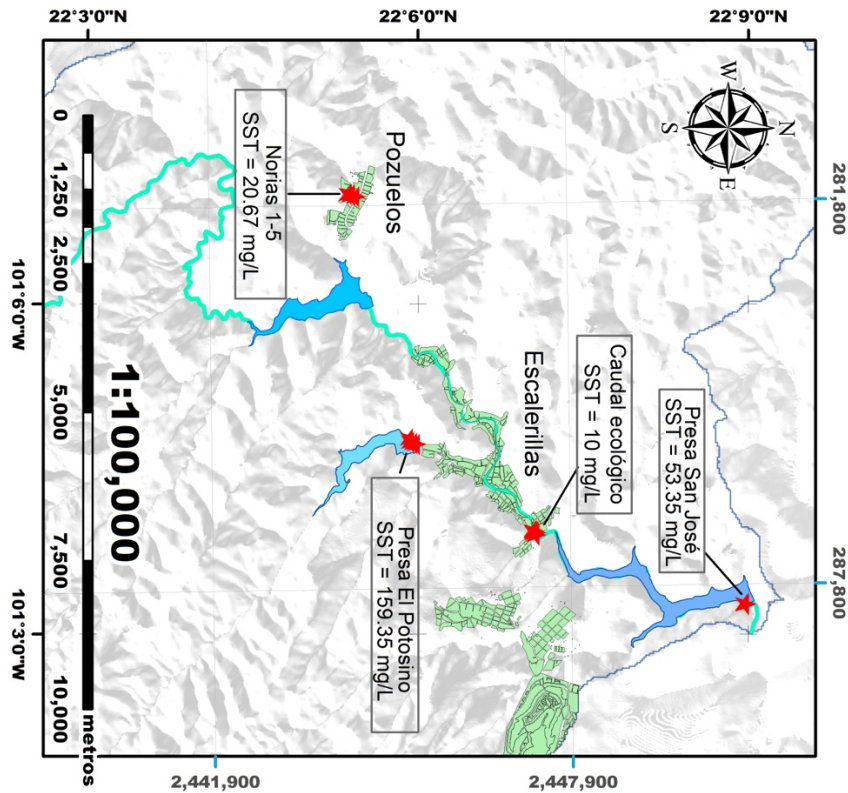 22°3'0"N
22°6'0"N
22°9'0"N
W
N
S
E
281,800
287,800
Pozuelos
Norias 1-5
SST = 20.67 mg/L
Escalerillas
Caudal ecológico
SST = 10 mg/L
Presa San José
SST = 53.35 mg/L
Presa El Potosino
SST = 159.35 mg/L
1:100,000
0
1,250
2,500
5,000
7,500
10,000
metros
101°6'0"W
101°3'0"W
2,441,900
2,447,900